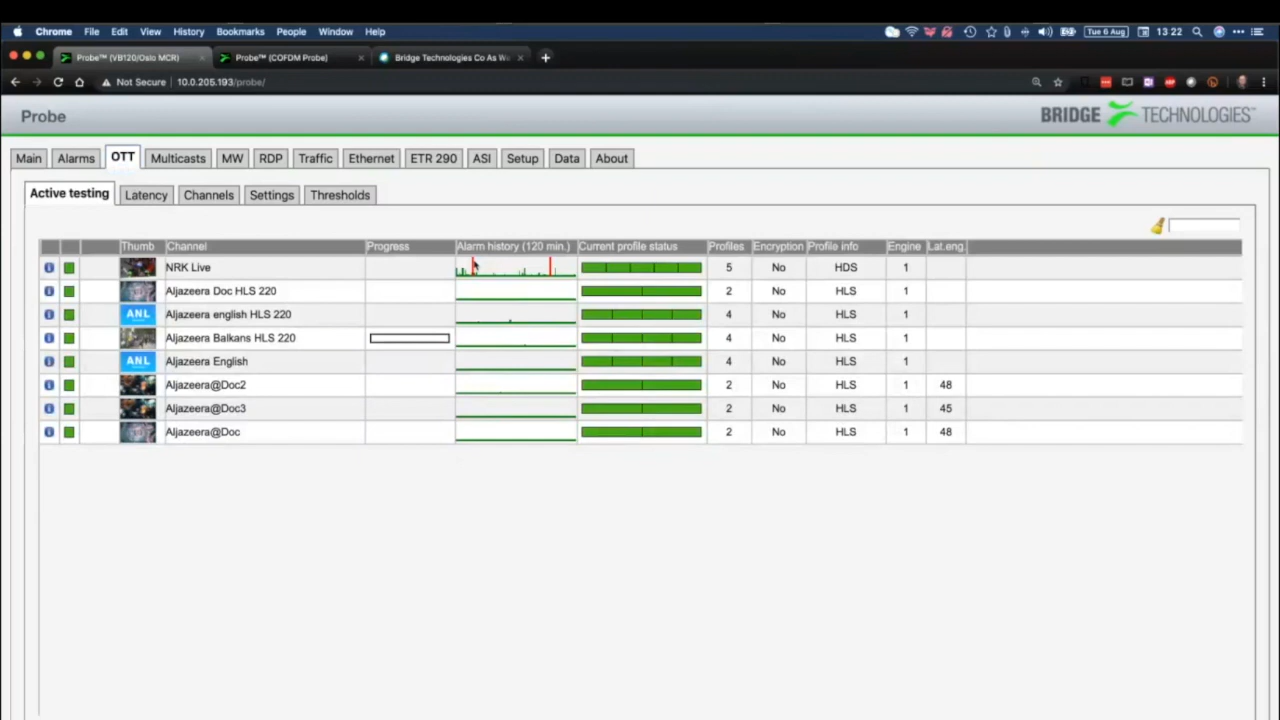 Chrome File Edit View History Bookmarks People Window Help Tue 6 Aug 13 22
Probe™ (VB120/Oslo MCR) Probe™ (COFDM Probe) Bridge Technologies Co As We
Not Secure 10.0.205.193/probe/
Probe BRIDGE TECHNOLOGIES™
Main Alarms OTT Multicasts MW RDP Traffic Ethernet ETR 290 ASI Setup Data About
Active testing Latency Channels Settings Thresholds
Thumb Channel Progress Alarm history (120 min.) Current profile status Profiles Encryption Profile info Engine Lat.eng.
NRK Live 5 No HDS 1
Aljazeera Doc HLS 220 2 No HLS 1
ANL Aljazeera english HLS 220 4 No HLS 1
Aljazeera Balkans HLS 220 4 No HLS 1
ANL Aljazeera English 4 No HLS 1
Aljazeera@Doc2 2 No HLS 1 48
Aljazeera@Doc3 2 No HLS 1 45
Aljazeera@Doc 2 No HLS 1 48